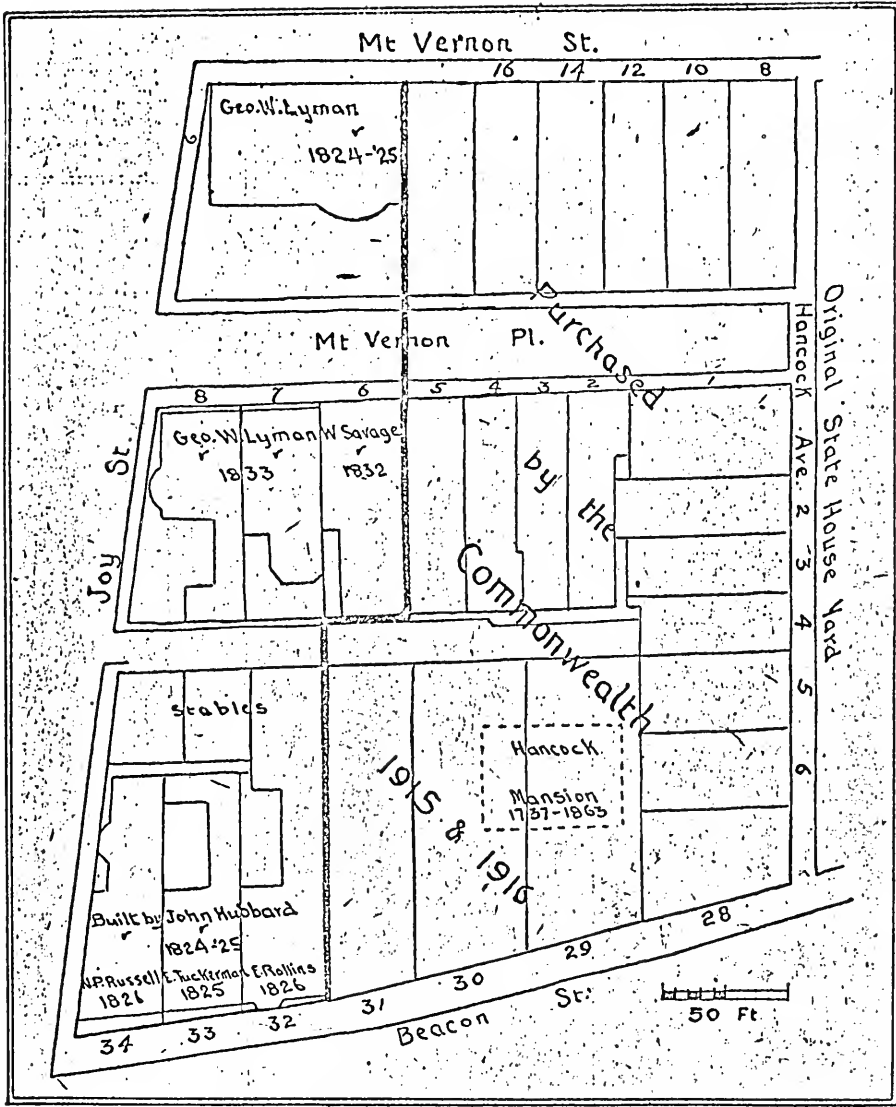 Mt Vernon St.
16 14 12 10 8
Geo. W. Lyman
1824-'25
Mt Vernon Pl.
Hancock Ave. 2 3 4 5 6
Original State House Yard
8 7 6 5 4 3 2 1
Geo. W. Lyman W Savage
1833 1832
Joy St.
Purchased by the Commonwealth 1915 & 1916
Stables
Hancock
Mansion
1737-1863
Built by John Hubbard
1824-'25
N.P. Russell E. Tuckerman E. Rollins
1826 1825 1826
34 33 32 31 30 29 28
Beacon St.
50 Ft.